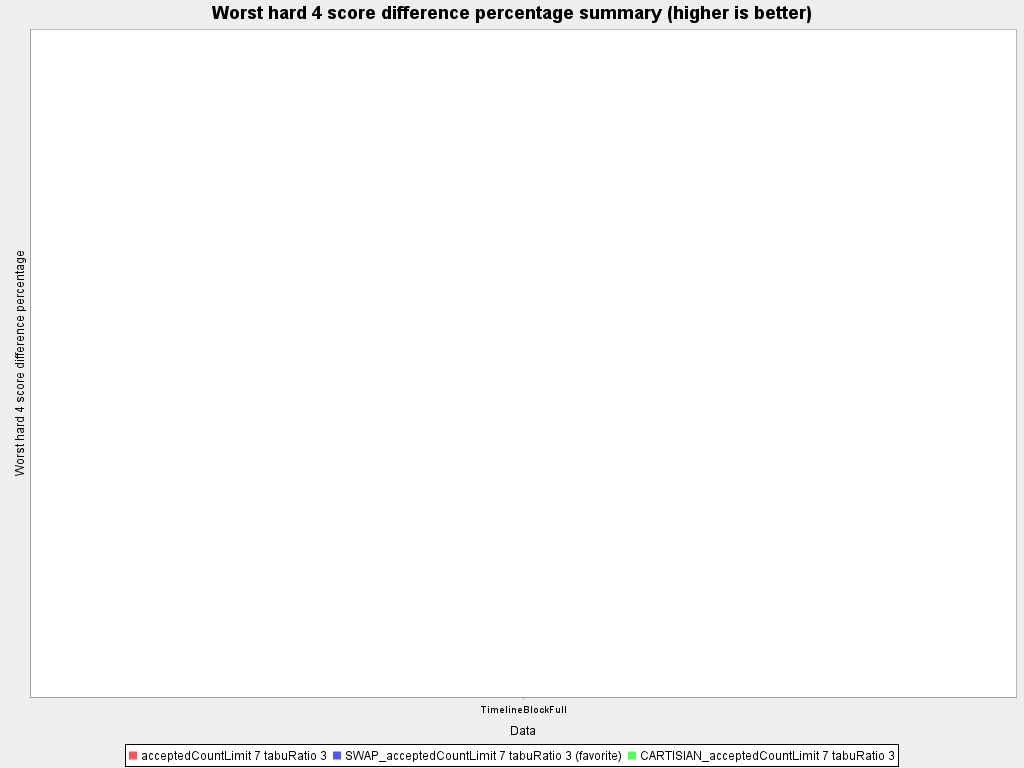 Worst hard 4 score difference percentage summary (higher is better)
Worst hard 4 score difference percentage
TimelineBlockFull
Data
acceptedCountLimit 7 tabuRatio 3 SWAP_acceptedCountLimit 7 tabuRatio 3 (favorite) CARTISIAN_acceptedCountLimit 7 tabuRatio 3